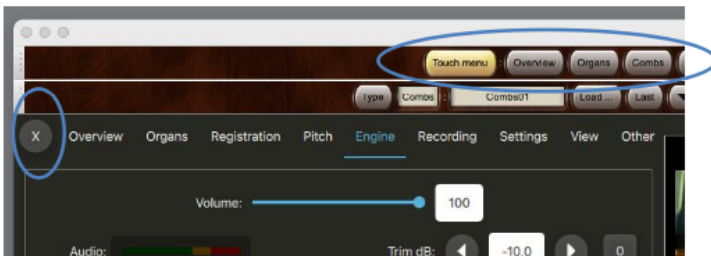 Touch menu : Overview Organs Combs
Type Combs : Combs01 Load ... Last
X Overview Organs Registration Pitch Engine Recording Settings View Other
Volume: 100
Audio: Trim dB: -10.0 0